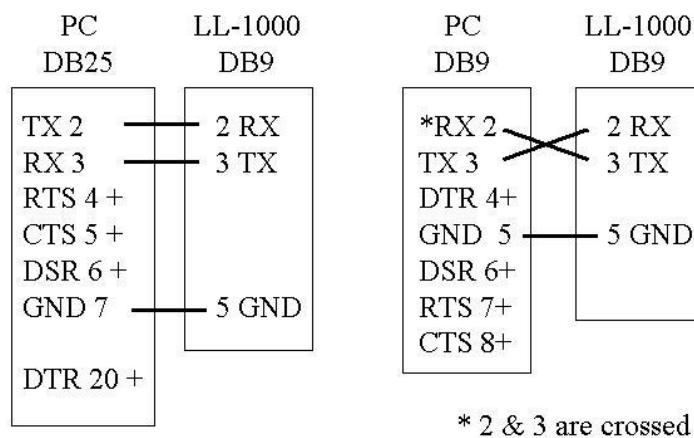 PC LL-1000
DB25 DB9
TX 2 2 RX
RX 3 3 TX
RTS 4 +
CTS 5 +
DSR 6 +
GND 7 5 GND
DTR 20 +
PC LL-1000
DB9 DB9
*RX 2 2 RX
TX 3 3 TX
DTR 4+
GND 5 5 GND
DSR 6+
RTS 7+
CTS 8+
* 2 & 3 are crossed